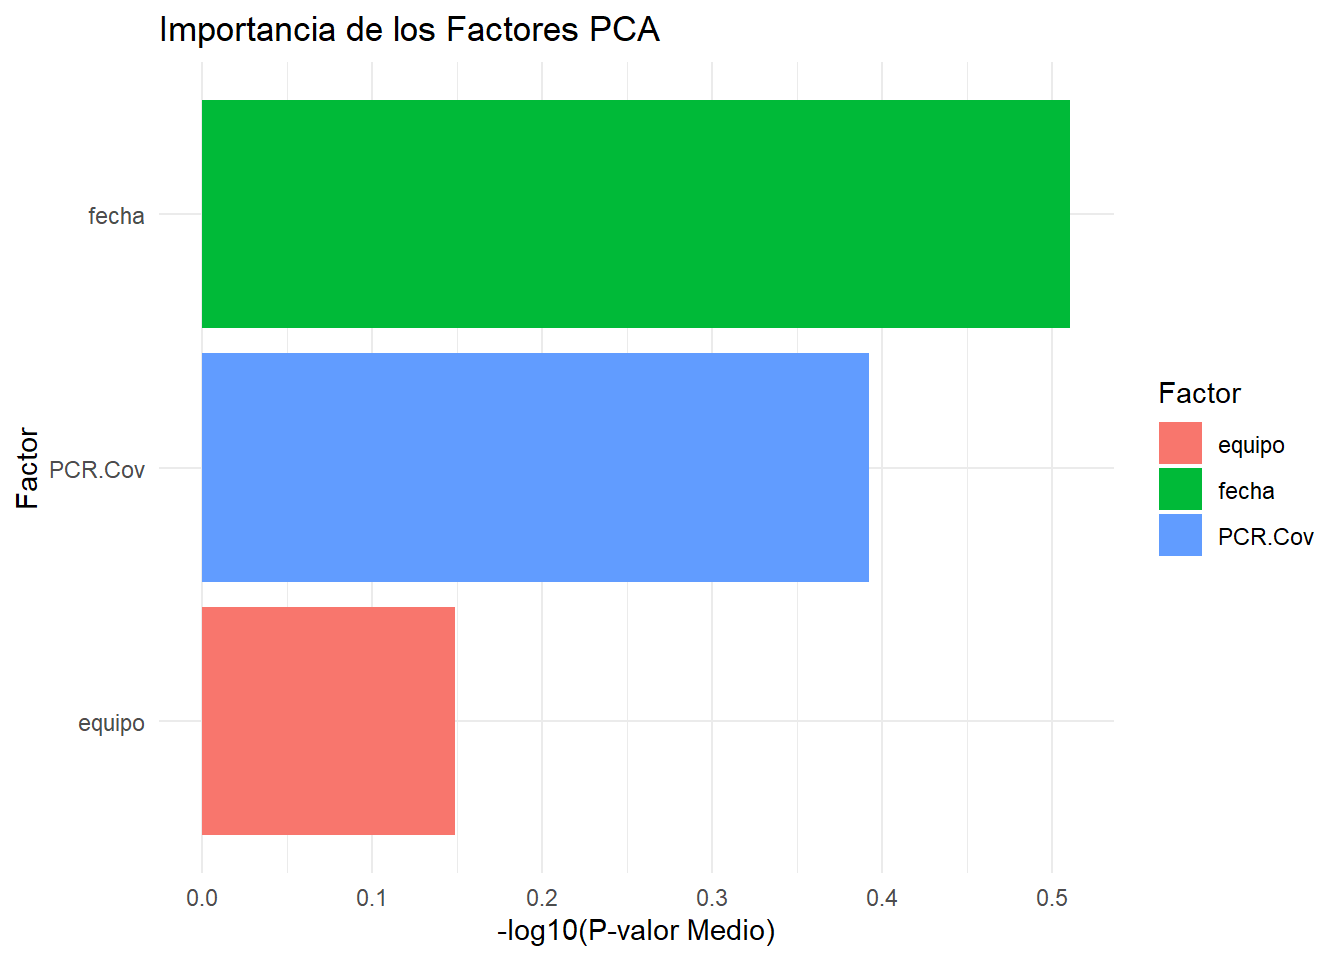 Importancia de los Factores PCA
Factor
fecha
PCR.Cov
equipo
0.0 0.1 0.2 0.3 0.4 0.5
-log10(P-valor Medio)
Factor
equipo
fecha
PCR.Cov